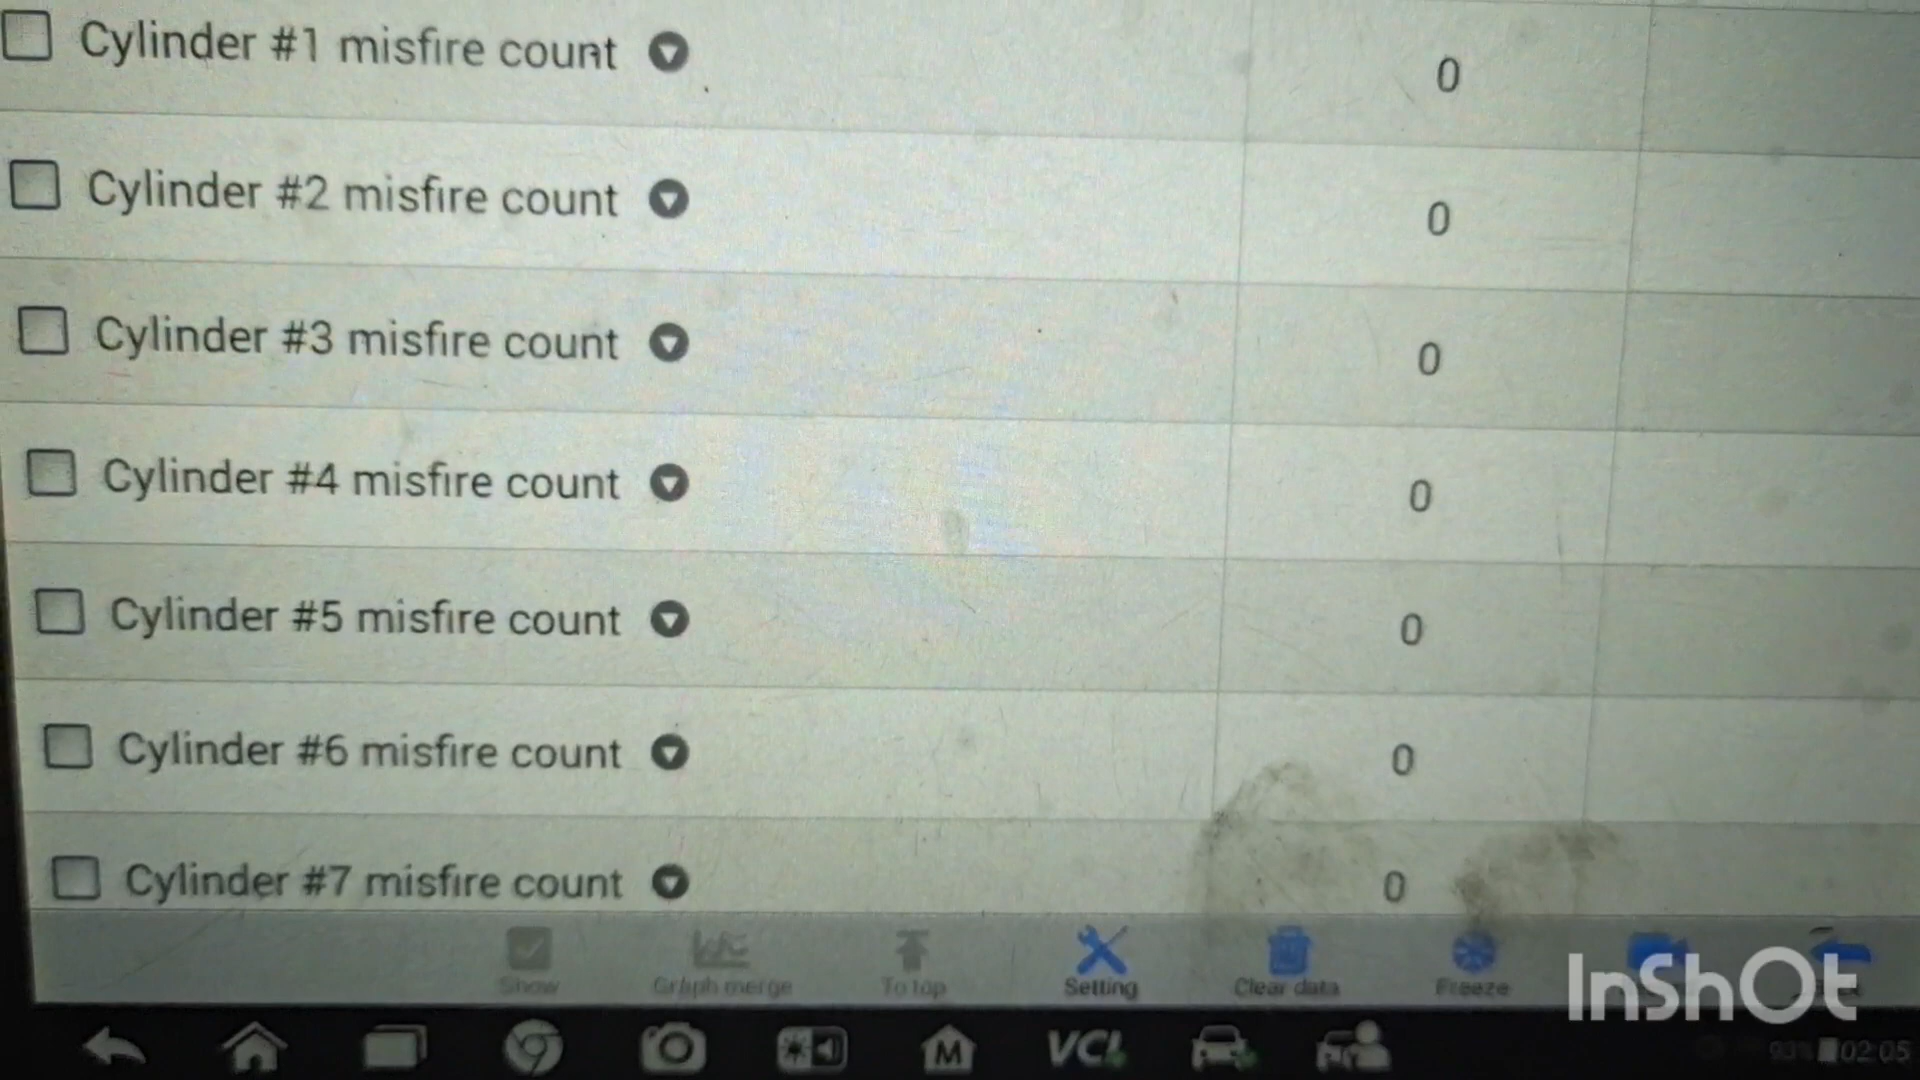 Cylinder #1 misfire count 0
Cylinder #2 misfire count 0
Cylinder #3 misfire count 0
Cylinder #4 misfire count 0
Cylinder #5 misfire count 0
Cylinder #6 misfire count 0
Cylinder #7 misfire count 0
Show Graph merge To top Setting Clear data Freeze
InShOt
M VCI 93% 02:05